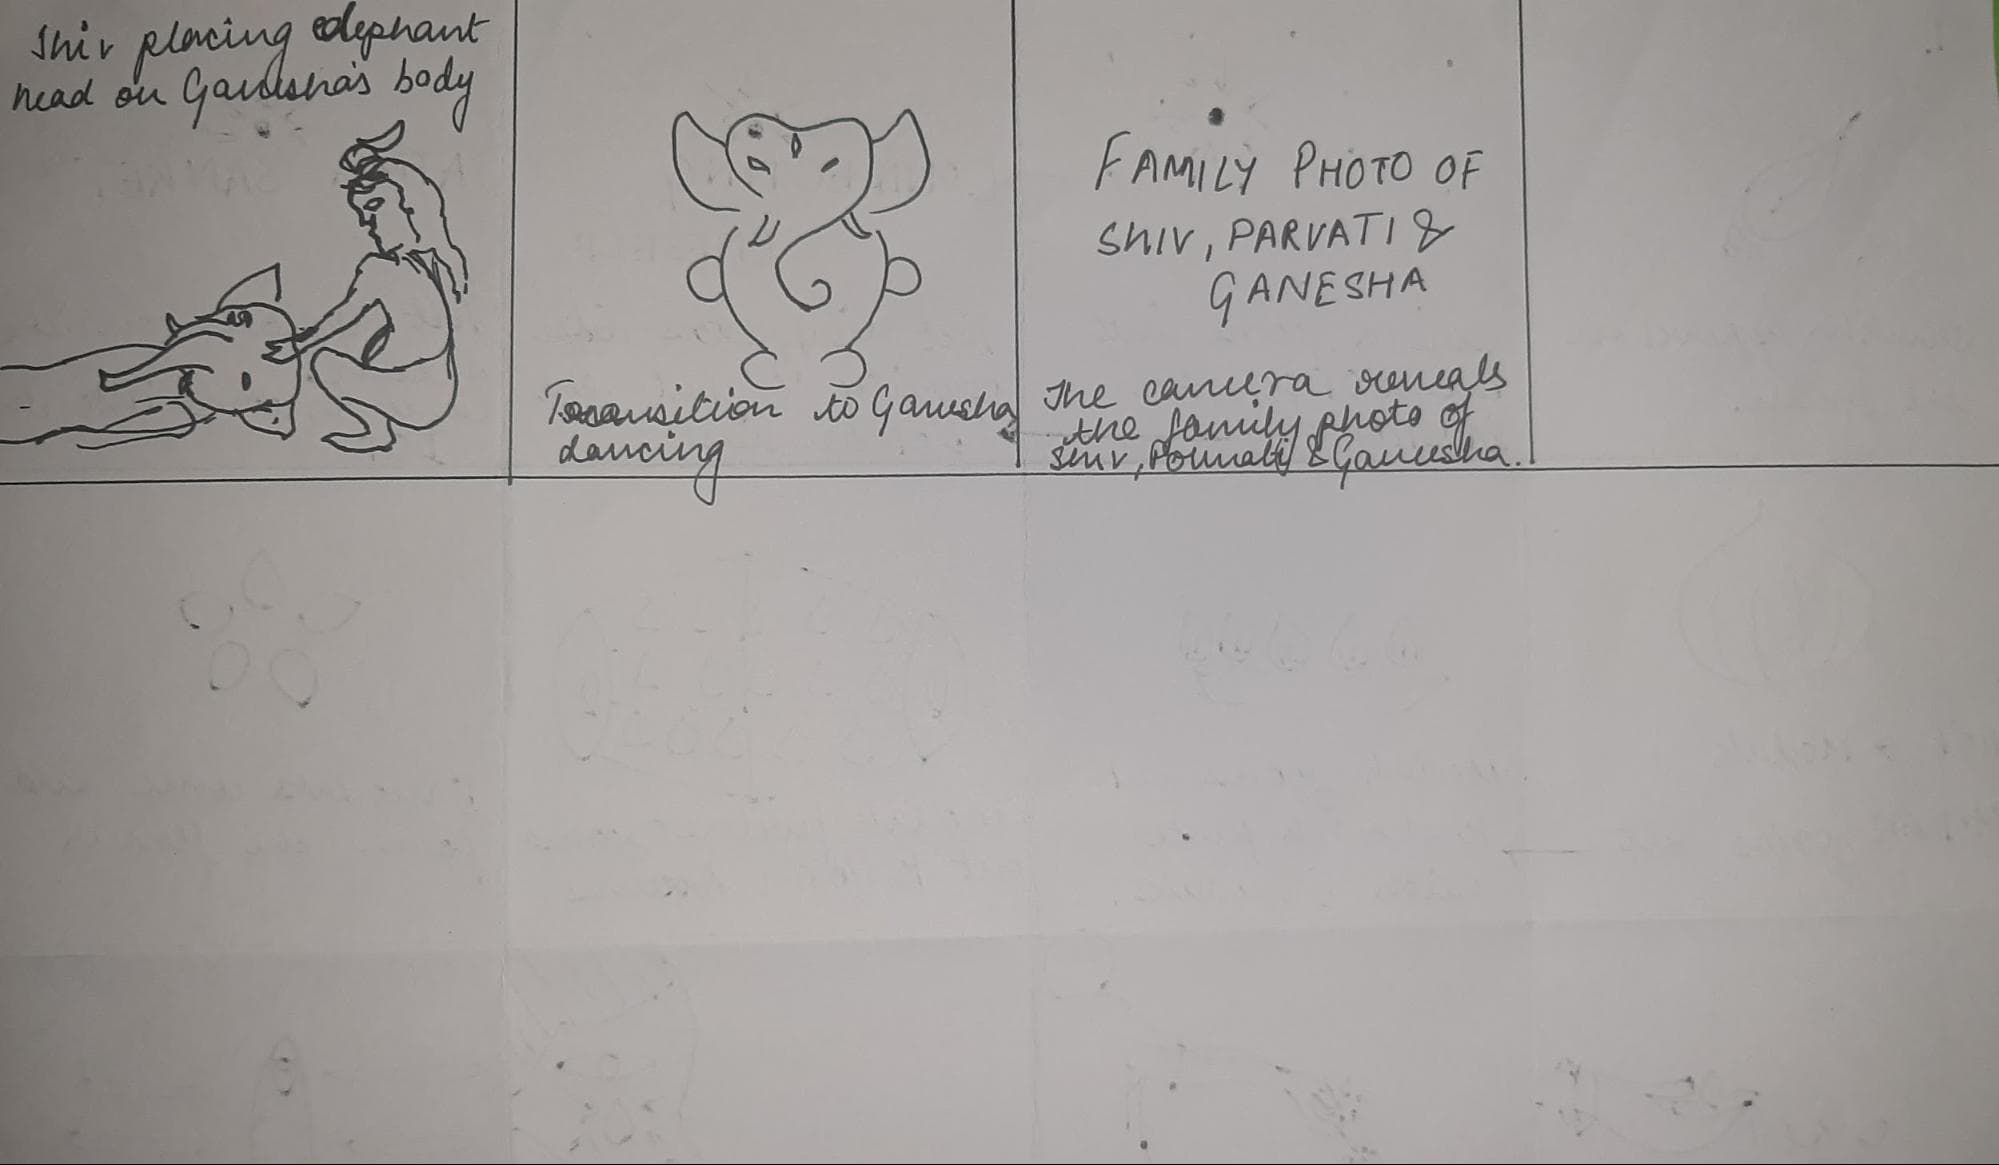 Shiv placing elephant
head on Ganesha's body
Transition to Ganesha
dancing
FAMILY PHOTO OF
SHIV, PARVATI &
GANESHA
The camera reveals
the family photo of
Shiv, Parvati & Ganesha.